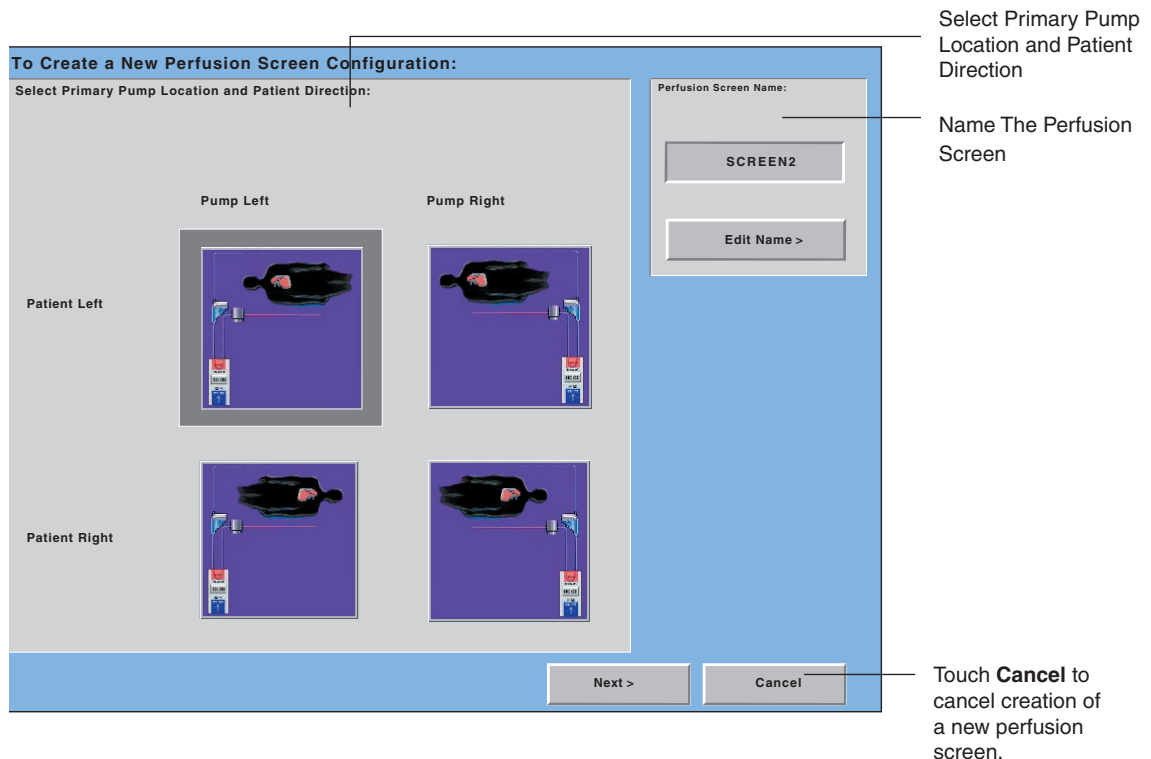 Select Primary Pump
Location and Patient
Direction
To Create a New Perfusion Screen Configuration:
Select Primary Pump Location and Patient Direction:
Perfusion Screen Name:
Name The Perfusion
Screen
SCREEN2
Pump Left
Pump Right
Edit Name >
Patient Left
Patient Right
Next >
Cancel
Touch Cancel to
cancel creation of
a new perfusion
screen.